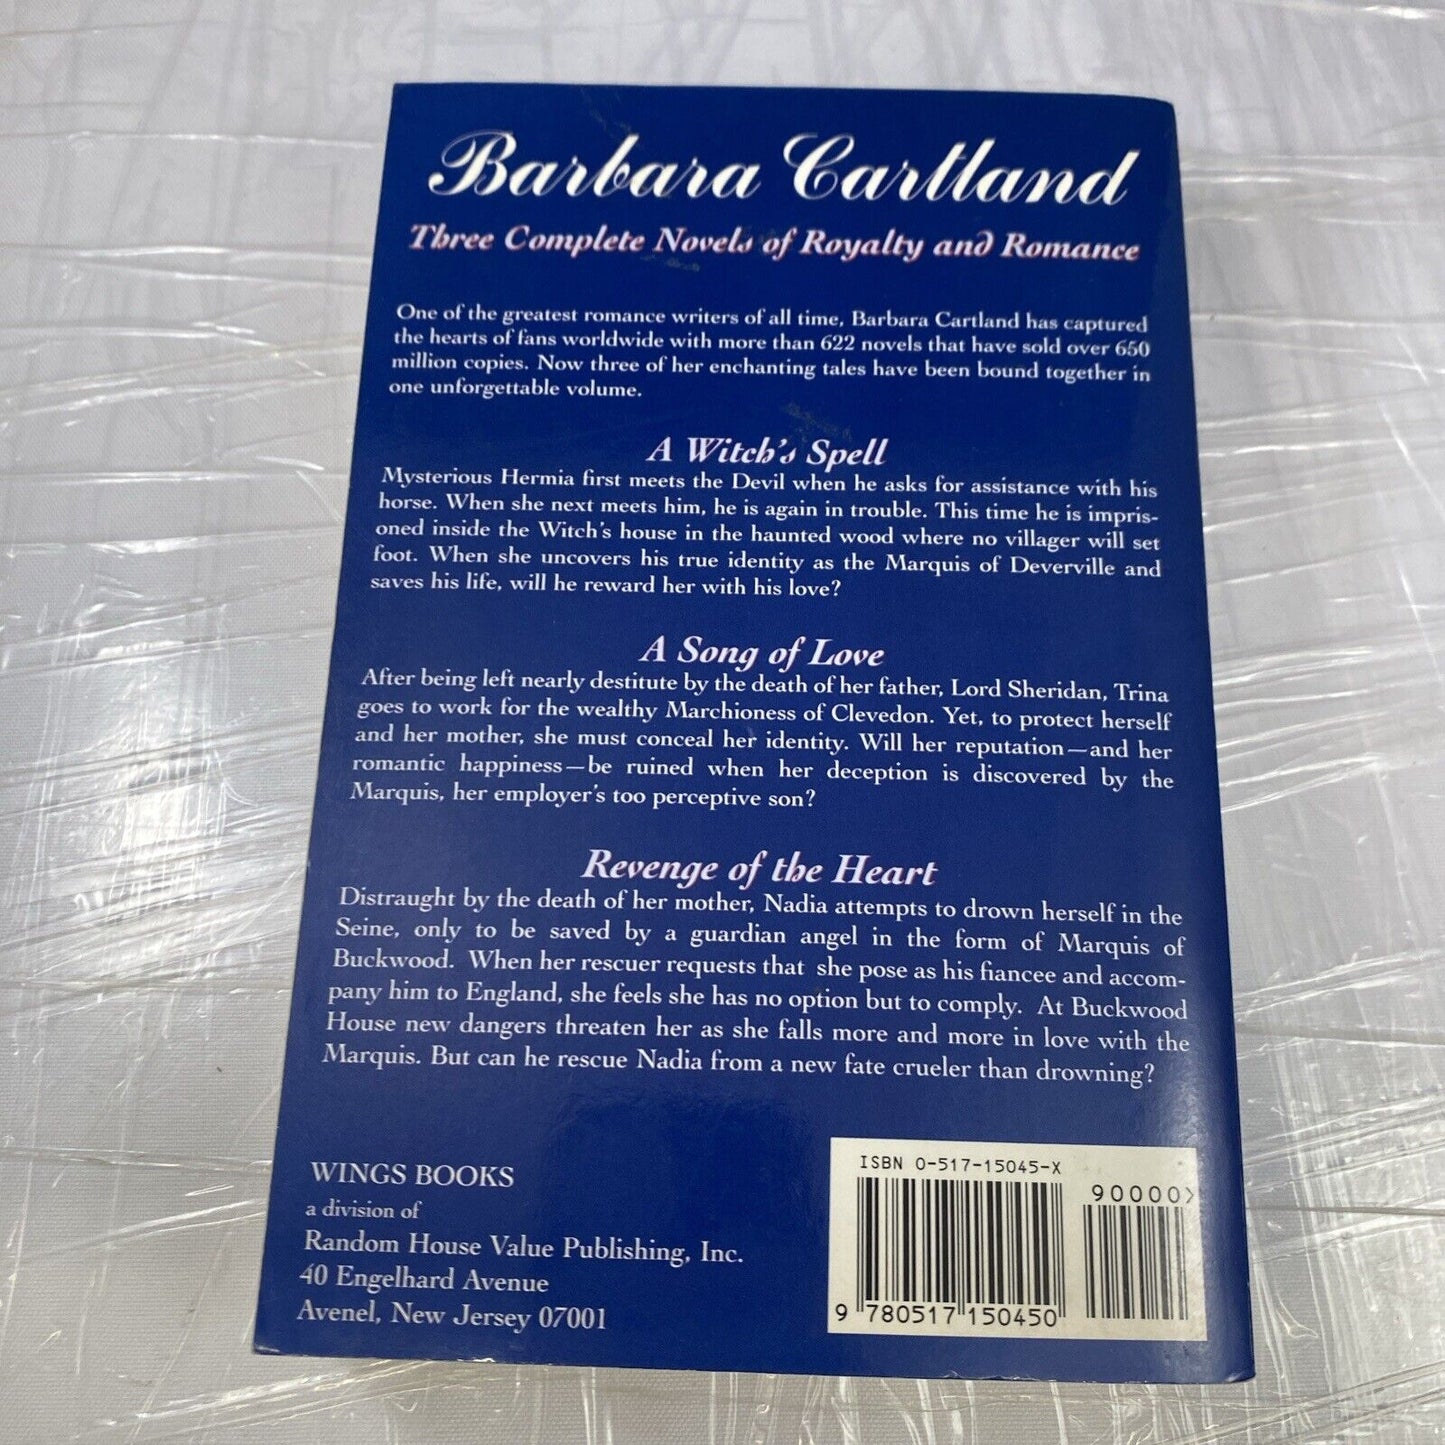 Barbara Cartland
Three Complete Novels of Royalty and Romance
One of the greatest romance writers of all time, Barbara Cartland has captured
the hearts of fans worldwide with more than 622 novels that have sold over 650
million copies. Now three of her enchanting tales have been bound together in
one unforgettable volume.
A Witch's Spell
Mysterious Hermia first meets the Devil when he asks for assistance with his
horse. When she next meets him, he is again in trouble. This time he is impris-
oned inside the Witch's house in the haunted wood where no villager will set
foot. When she uncovers his true identity as the Marquis of Deverville and
saves his life, will he reward her with his love?
A Song of Love
After being left nearly destitute by the death of her father, Lord Sheridan, Trina
goes to work for the wealthy Marchioness of Clevedon. Yet, to protect herself
and her mother, she must conceal her identity. Will her reputation—and her
romantic happiness—be ruined when her deception is discovered by the
Marquis, her employer's too perceptive son?
Revenge of the Heart
Distraught by the death of her mother, Nadia attempts to drown herself in the
Seine, only to be saved by a guardian angel in the form of Marquis of
Buckwood. When her rescuer requests that she pose as his fiancee and accom-
pany him to England, she feels she has no option but to comply. At Buckwood
House new dangers threaten her as she falls more and more in love with the
Marquis. But can he rescue Nadia from a new fate crueler than drowning?
WINGS BOOKS
a division of
Random House Value Publishing, Inc.
40 Engelhard Avenue
Avenel, New Jersey 07001
ISBN 0-517-15045-X
90000>
9 780517 150450